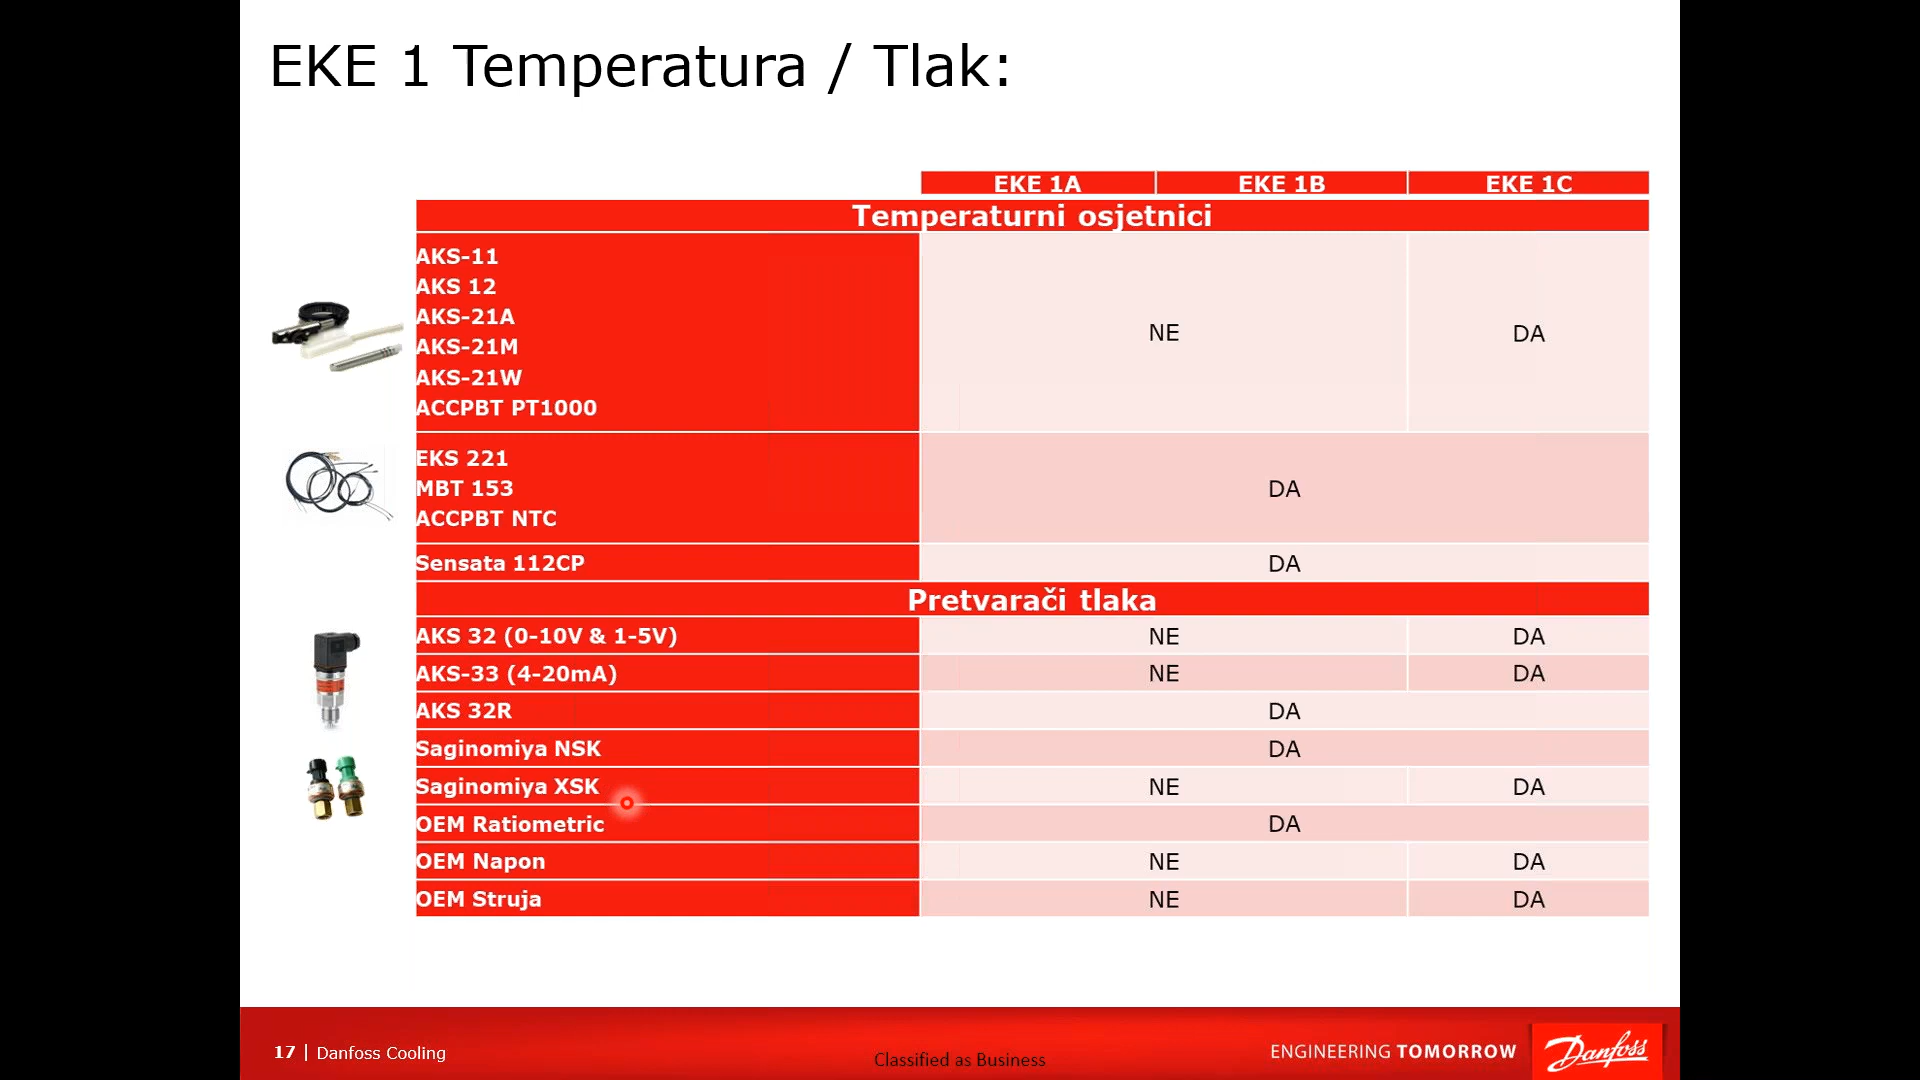 EKE 1 Temperatura / Tlak:
EKE 1A EKE 1B EKE 1C
Temperaturni osjetnici
AKS-11
AKS 12
AKS-21A
AKS-21M
AKS-21W
ACCPBT PT1000
NE DA
EKS 221
MBT 153
ACCPBT NTC
DA
Sensata 112CP DA
Pretvarači tlaka
AKS 32 (0-10V & 1-5V) NE DA
AKS-33 (4-20mA) NE DA
AKS 32R DA
Saginomiya NSK DA
Saginomiya XSK NE DA
OEM Ratiometric DA
OEM Napon NE DA
OEM Struja NE DA
17 | Danfoss Cooling
Classified as Business
ENGINEERING TOMORROW
Danfoss